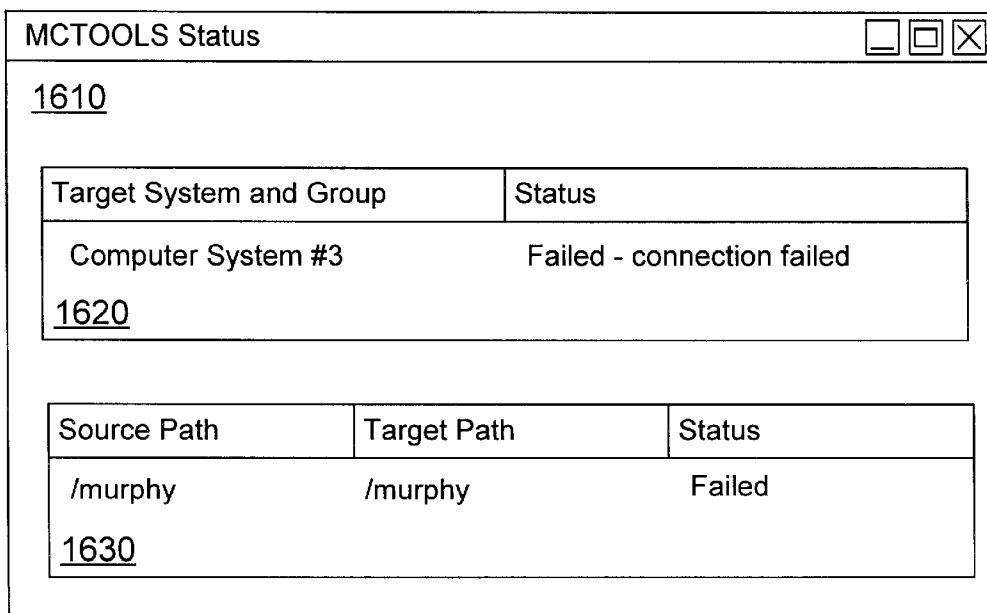 MCTOOLS Status
1610
Target System and Group Status
Computer System #3 Failed - connection failed
1620
Source Path Target Path Status
/murphy /murphy Failed
1630